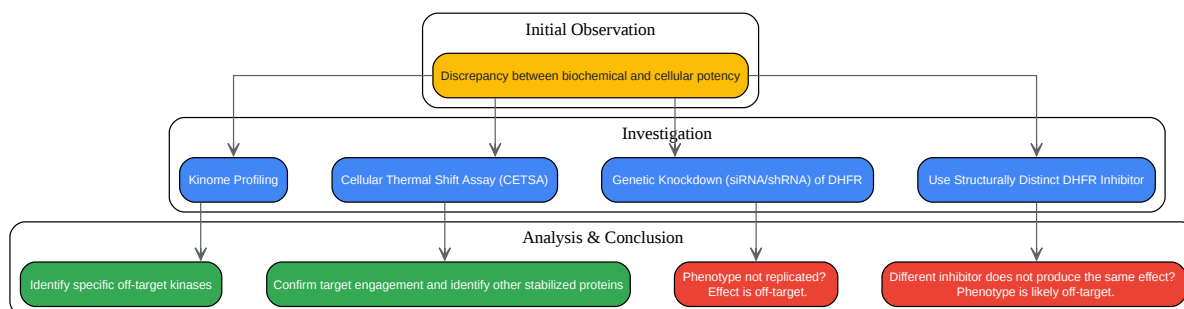 Initial Observation
Discrepancy between biochemical and cellular potency
Investigation
Kinome Profiling
Cellular Thermal Shift Assay (CETSA)
Genetic Knockdown (siRNA/shRNA) of DHFR
Use Structurally Distinct DHFR Inhibitor
Analysis & Conclusion
Identify specific off-target kinases
Confirm target engagement and identify other stabilized proteins
Phenotype not replicated?
Effect is off-target.
Different inhibitor does not produce the same effect?
Phenotype is likely off-target.